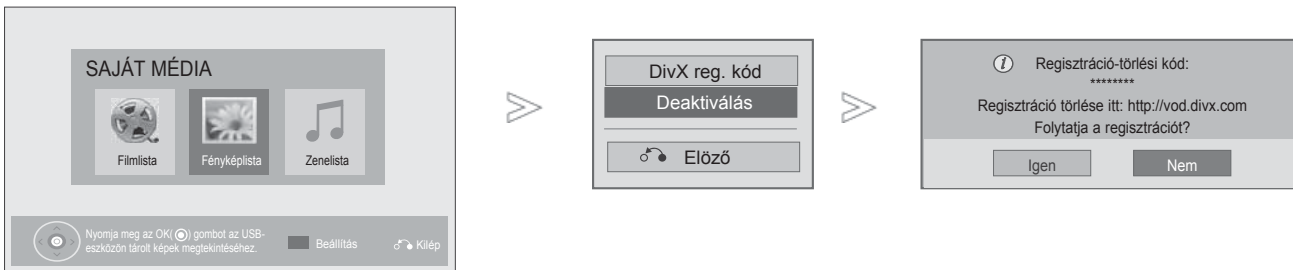 SAJÁT MÉDIA
Filmlista
Fényképlista
Zenelista
Nyomja meg az OK(◉) gombot az USB-
eszközön tárolt képek megtekintéséhez.
Beállítás
Kilép
DivX reg. kód
Deaktiválás
Elöző
Regisztráció-törlési kód:
********
Regisztráció törlése itt: http://vod.divx.com
Folytatja a regisztrációt?
Igen
Nem